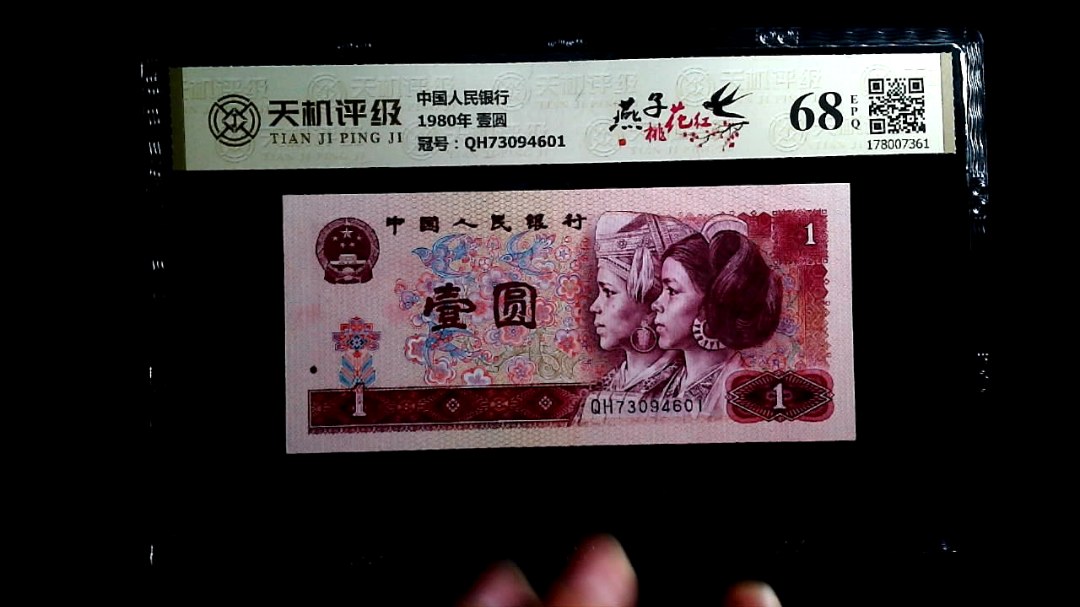 天机评级
TIAN JI PING JI
中国人民银行
1980年 壹圆
冠号：QH73094601
燕子
桃花红
68
EPQ
178007361
中国人民银行
1
壹圆
1
QH73094601
1